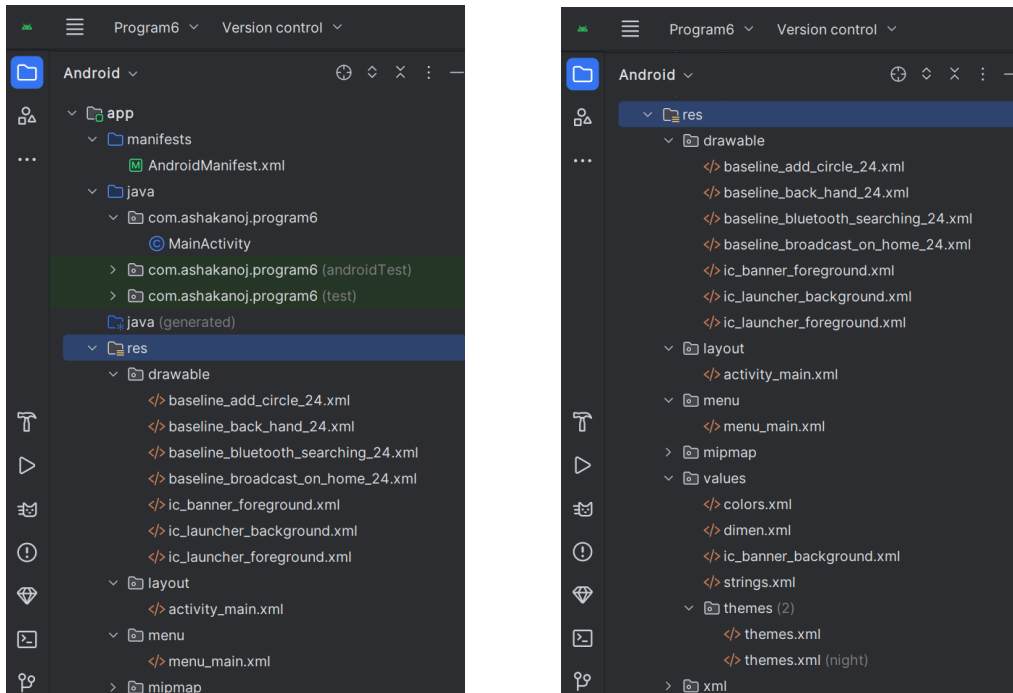 Program6 Version control
Android
app
manifests
AndroidManifest.xml
java
com.ashakanoj.program6
MainActivity
com.ashakanoj.program6 (androidTest)
com.ashakanoj.program6 (test)
java (generated)
res
drawable
baseline_add_circle_24.xml
baseline_back_hand_24.xml
baseline_bluetooth_searching_24.xml
baseline_broadcast_on_home_24.xml
ic_banner_foreground.xml
ic_launcher_background.xml
ic_launcher_foreground.xml
layout
activity_main.xml
menu
menu_main.xml
mipmap
Program6 Version control
Android
res
drawable
baseline_add_circle_24.xml
baseline_back_hand_24.xml
baseline_bluetooth_searching_24.xml
baseline_broadcast_on_home_24.xml
ic_banner_foreground.xml
ic_launcher_background.xml
ic_launcher_foreground.xml
layout
activity_main.xml
menu
menu_main.xml
mipmap
values
colors.xml
dimen.xml
ic_banner_background.xml
strings.xml
themes (2)
themes.xml
themes.xml (night)
xml